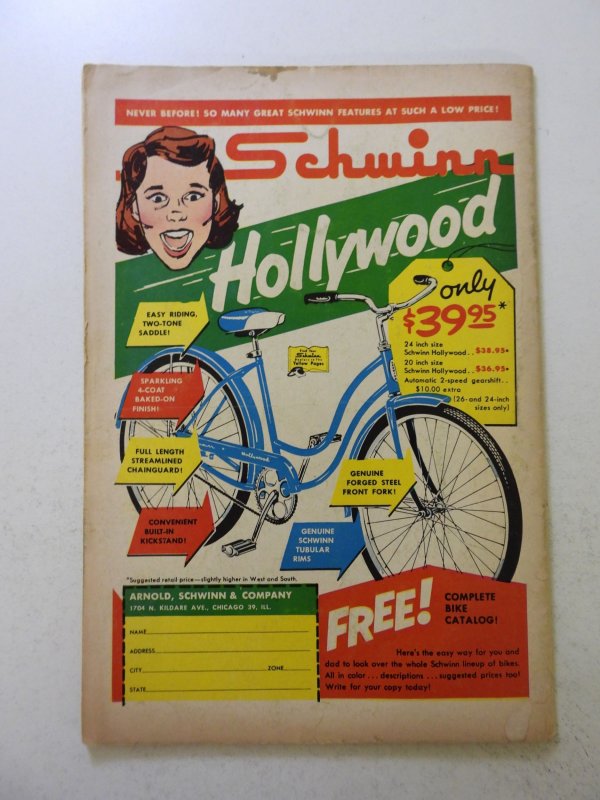 NEVER BEFORE! SO MANY GREAT SCHWINN FEATURES AT SUCH A LOW PRICE!
Schwinn
Hollywood
only
$39.95*
24 inch size
Schwinn Hollywood.. $38.95*
20 inch size
Schwinn Hollywood.. $36.95*
Automatic 2-speed gearshift..
$10.00 extra
(26- and 24-inch
sizes only)
EASY RIDING,
TWO-TONE
SADDLE!
Find Your
Schwinn
Yellow Pages
SPARKLING
4-COAT
BAKED-ON
FINISH!
FULL LENGTH
STREAMLINED
CHAINGUARD!
Hollywood
GENUINE
FORGED STEEL
FRONT FORK!
CONVENIENT
BUILT-IN
KICKSTAND!
GENUINE
SCHWINN
TUBULAR
RIMS
*Suggested retail price—slightly higher in West and South.
ARNOLD, SCHWINN & COMPANY
1704 N. KILDARE AVE., CHICAGO 39, ILL.
NAME
ADDRESS
CITY ZONE
STATE
FREE!
COMPLETE
BIKE
CATALOG!
Here's the easy way for you and
dad to look over the whole Schwinn lineup of bikes.
All in color... descriptions... suggested prices too!
Write for your copy today!